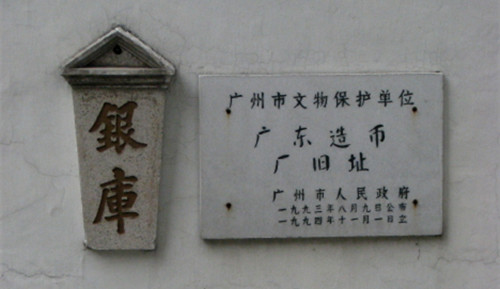 銀
庫
广州市文物保护单位
广东造币
厂旧址
广州市人民政府
一九九三年八月九日公布
一九九四年十一月一日立